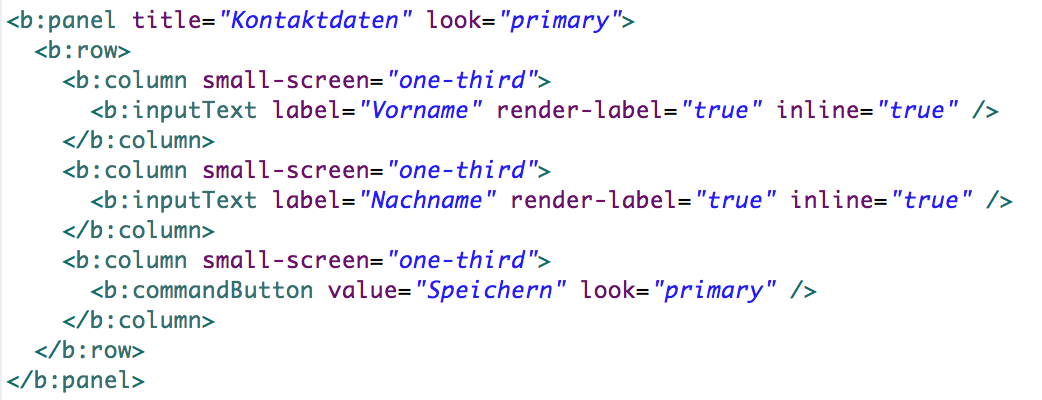 <b:panel title="Kontaktdaten" look="primary">
  <b:row>
    <b:column small-screen="one-third">
      <b:inputText label="Vorname" render-label="true" inline="true" />
    </b:column>
    <b:column small-screen="one-third">
      <b:inputText label="Nachname" render-label="true" inline="true" />
    </b:column>
    <b:column small-screen="one-third">
      <b:commandButton value="Speichern" look="primary" />
    </b:column>
  </b:row>
</b:panel>